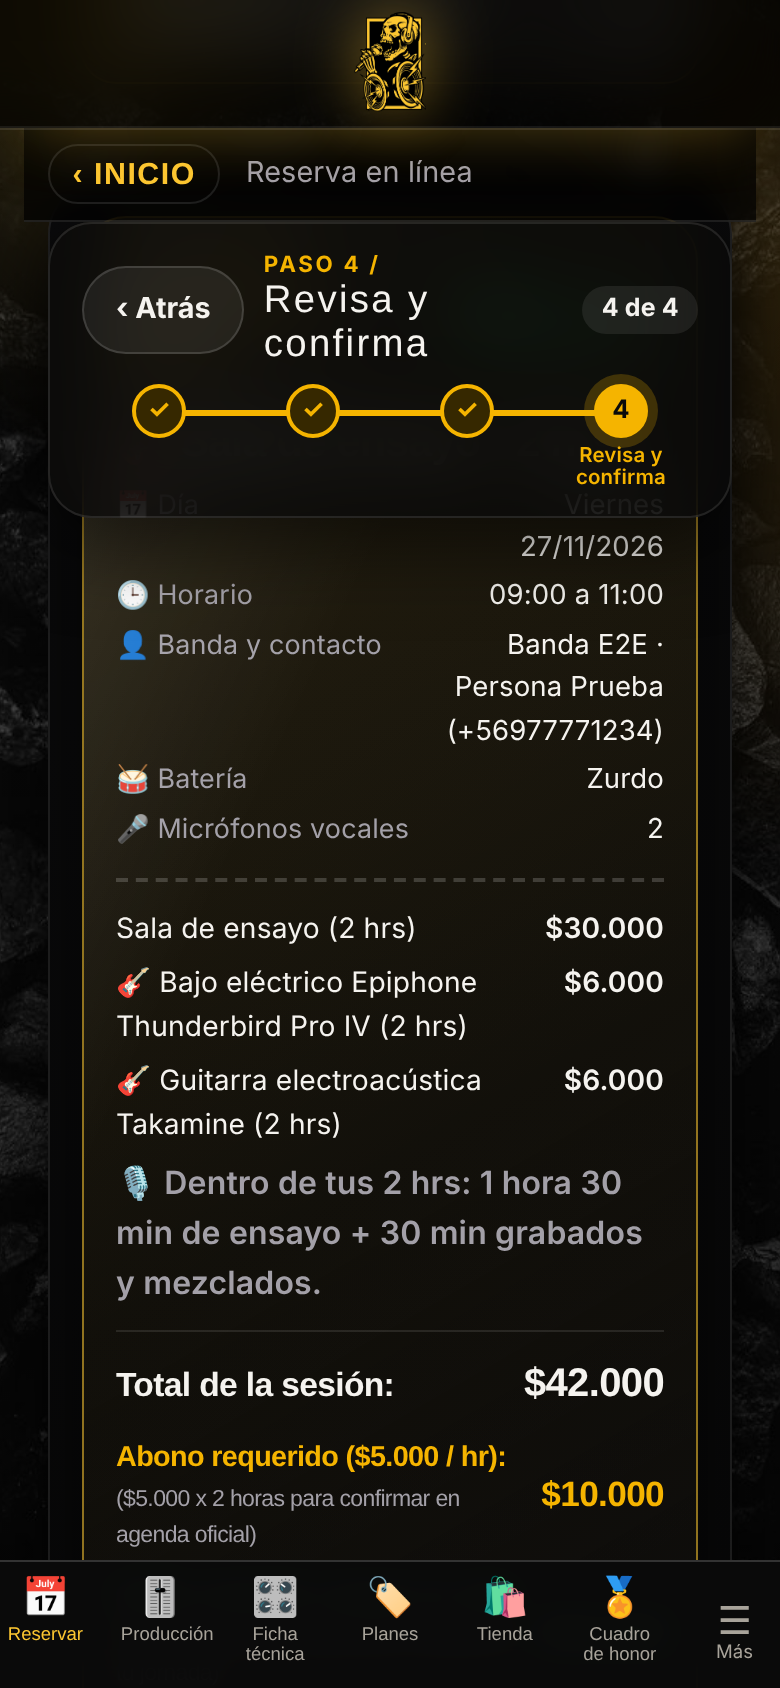 ‹ INICIO Reserva en línea
PASO 4 /
‹ Atrás Revisa y confirma 4 de 4
4
Revisa y
confirma
Día Viernes
27/11/2026
Horario 09:00 a 11:00
Banda y contacto Banda E2E ·
Persona Prueba
(+56977771234)
Batería Zurdo
Micrófonos vocales 2
Sala de ensayo (2 hrs) $30.000
Bajo eléctrico Epiphone $6.000
Thunderbird Pro IV (2 hrs)
Guitarra electroacústica $6.000
Takamine (2 hrs)
Dentro de tus 2 hrs: 1 hora 30
min de ensayo + 30 min grabados
y mezclados.
Total de la sesión: $42.000
Abono requerido ($5.000 / hr):
($5.000 x 2 horas para confirmar en $10.000
agenda oficial)
July
17
Reservar Producción Ficha técnica Planes Tienda Cuadro de honor Más